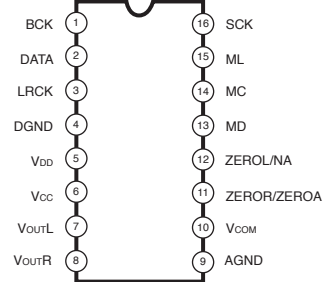 BCK 1 16 SCK
DATA 2 15 ML
LRCK 3 14 MC
DGND 4 13 MD
VDD 5 12 ZEROL/NA
VCC 6 11 ZEROR/ZEROA
VOUTL 7 10 VCOM
VOUTR 8 9 AGND